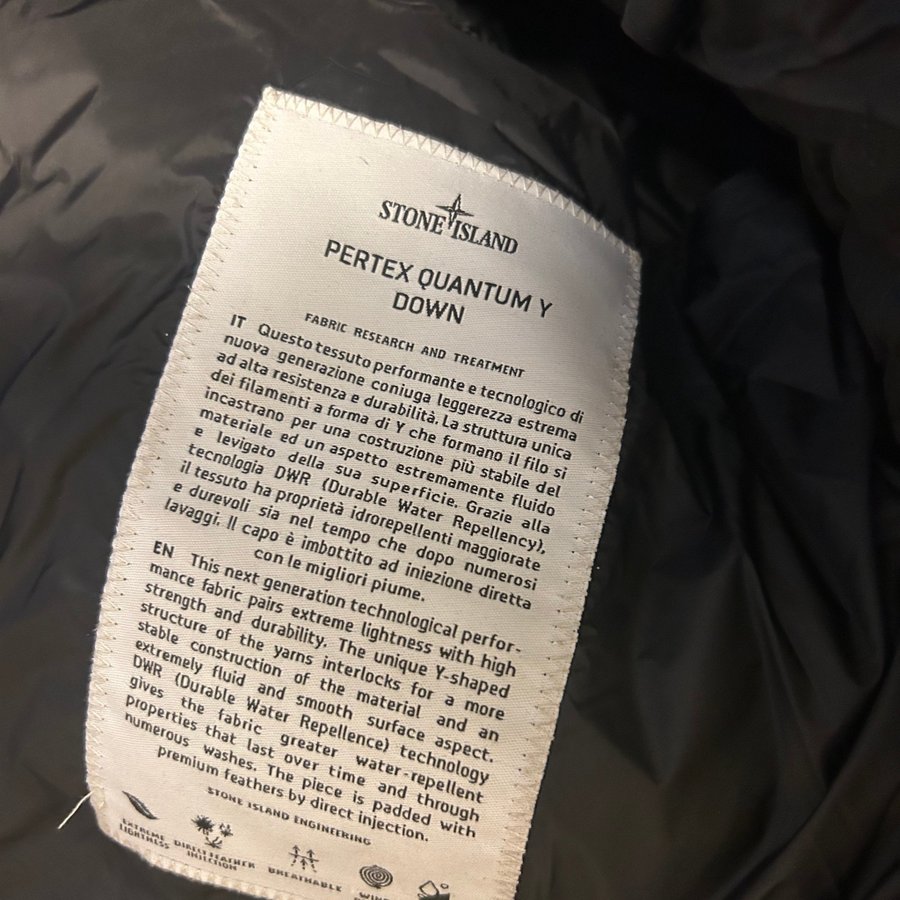 STONE ISLAND
PERTEX QUANTUM Y
DOWN
FABRIC RESEARCH AND TREATMENT
IT Questo tessuto performante e tecnologico di
nuova generazione coniuga leggerezza estrema
ad alta resistenza e durabilità. La struttura unica
dei filamenti a forma di Y che formano il filo si
incastrano per una costruzione più stabile del
materiale ed un aspetto estremamente fluido
e levigato della sua superficie. Grazie alla
tecnologia DWR (Durable Water Repellency),
il tessuto ha proprietà idrorepellenti maggiorate
e durevoli sia nel tempo che dopo numerosi
lavaggi. Il capo è imbottito ad iniezione diretta
con le migliori piume.
EN This next generation technological perfor-
mance fabric pairs extreme lightness with high
strength and durability. The unique Y-shaped
structure of the yarns interlocks for a more
stable construction of the material and an
extremely fluid and smooth surface aspect.
DWR (Durable Water Repellence) technology
gives the fabric greater water-repellent
properties that last over time and through
numerous washes. The piece is padded with
premium feathers by direct injection.
STONE ISLAND ENGINEERING
EXTREME
LIGHTNESS
DIRECT FEATHER
INJECTION
BREATHABLE